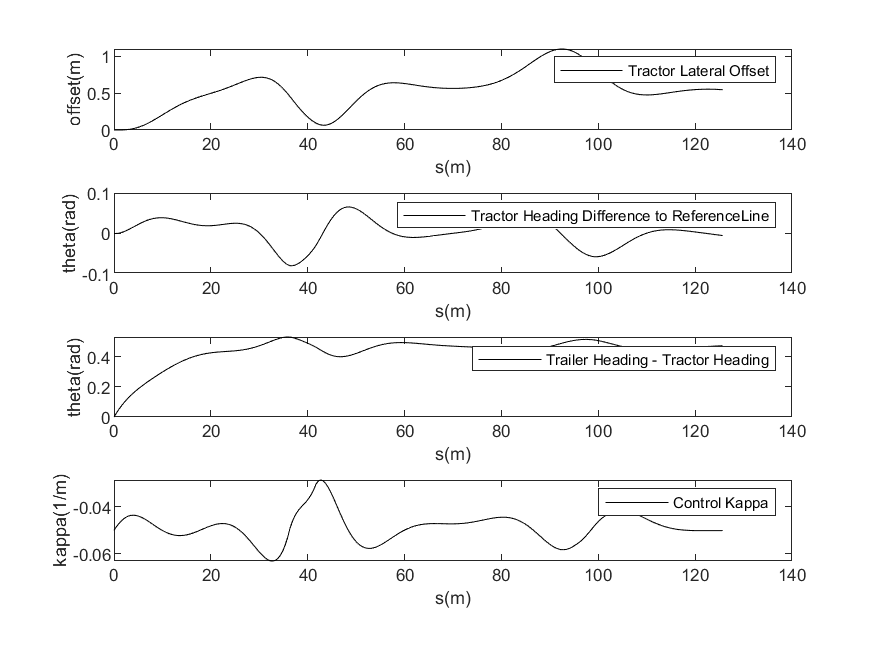 1
0.5
0
offset(m)
Tractor Lateral Offset
0 20 40 60 80 100 120 140
s(m)
0.1
0
-0.1
theta(rad)
Tractor Heading Difference to ReferenceLine
0 20 40 60 80 100 120 140
s(m)
0.4
0.2
0
theta(rad)
Trailer Heading - Tractor Heading
0 20 40 60 80 100 120 140
s(m)
-0.04
-0.06
kappa(1/m)
Control Kappa
0 20 40 60 80 100 120 140
s(m)